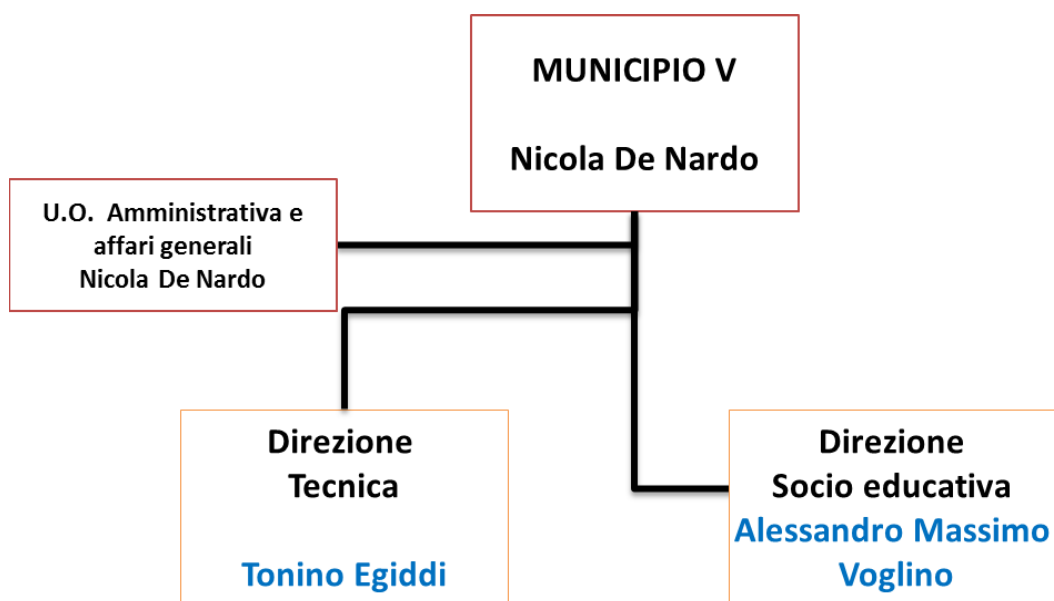 MUNICIPIO V
Nicola De Nardo
U.O. Amministrativa e
affari generali
Nicola De Nardo
Direzione
Tecnica
Tonino Egiddi
Direzione
Socio educativa
Alessandro Massimo
Voglino